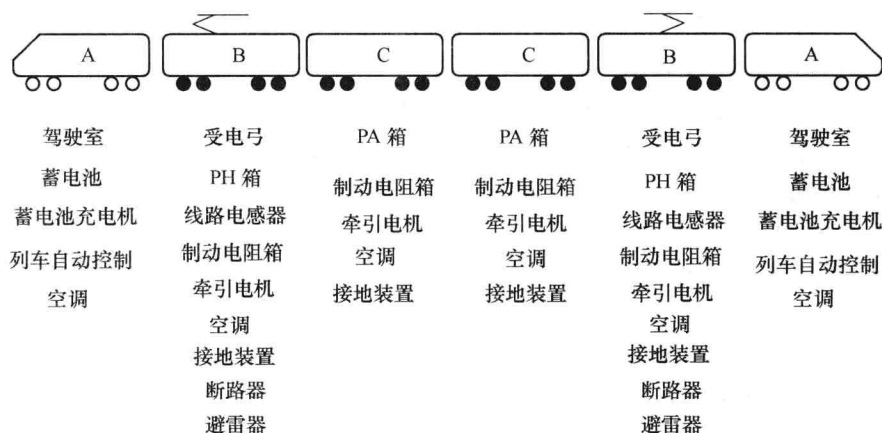 A B C C B A
驾驶室 受电弓 PA 箱 PA 箱 受电弓 驾驶室
蓄电池 PH 箱 制动电阻箱 制动电阻箱 PH 箱 蓄电池
蓄电池充电机 线路电感器 牵引电机 牵引电机 线路电感器 蓄电池充电机
列车自动控制 制动电阻箱 空调 空调 制动电阻箱 列车自动控制
空调 牵引电机 接地装置 接地装置 牵引电机 空调
空调 空调
接地装置 接地装置
断路器 断路器
避雷器 避雷器